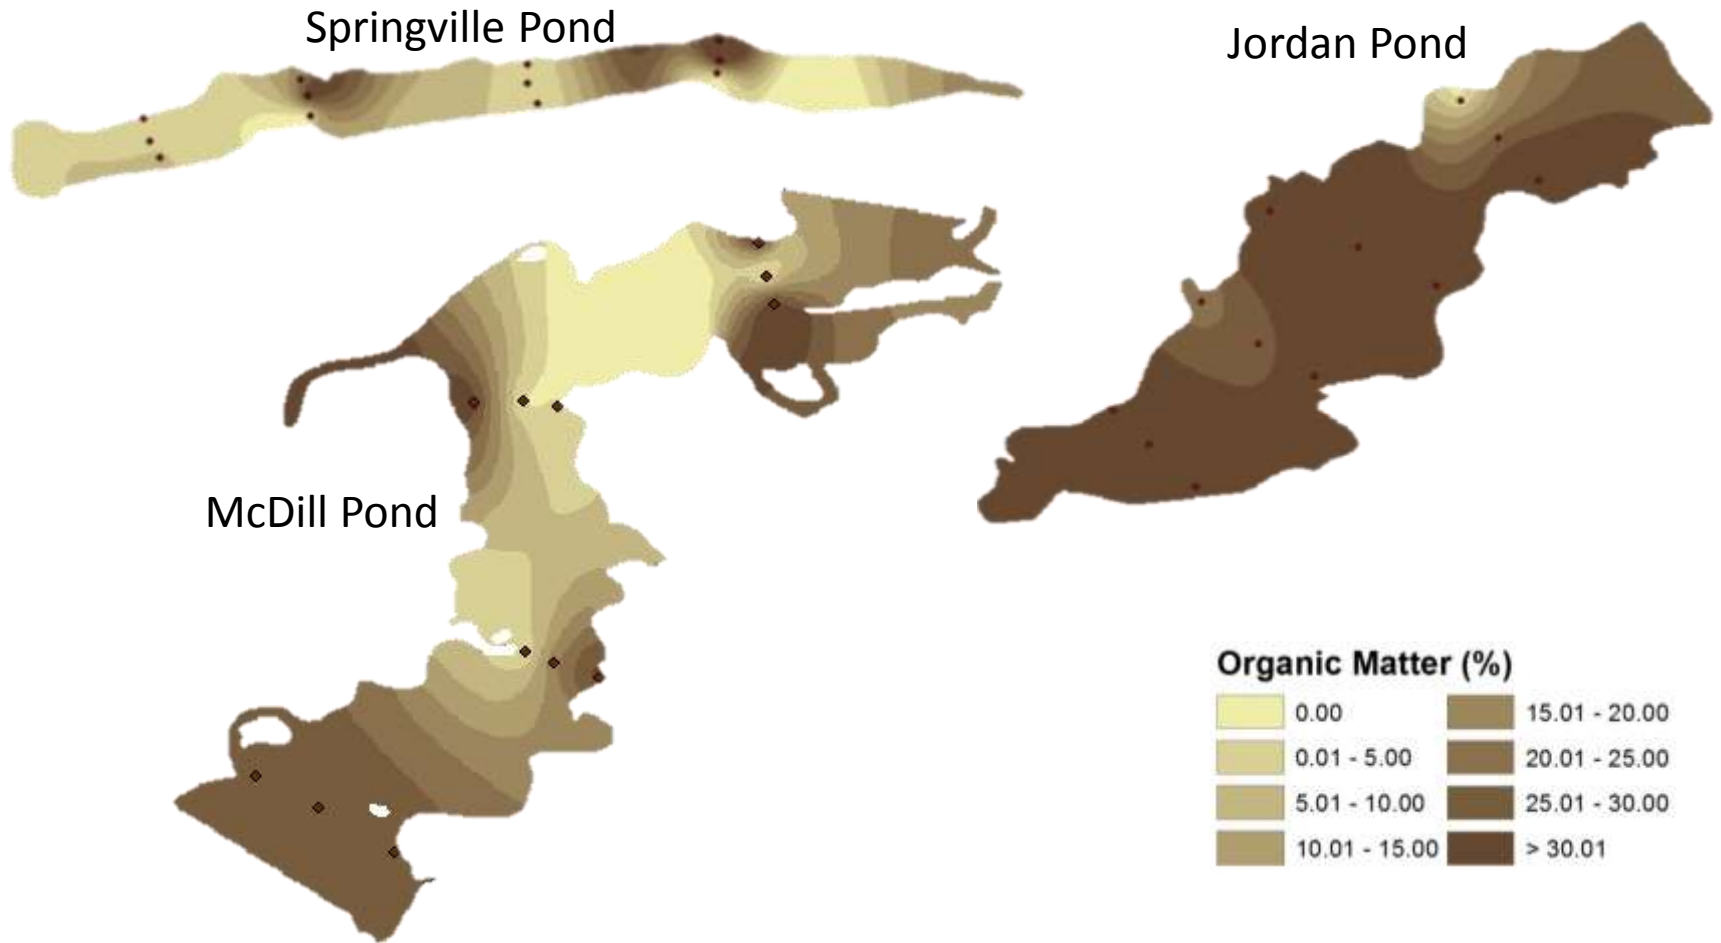 Springville Pond
Jordan Pond
McDill Pond
Organic Matter (%)
0.00
0.01 - 5.00
5.01 - 10.00
10.01 - 15.00
15.01 - 20.00
20.01 - 25.00
25.01 - 30.00
> 30.01